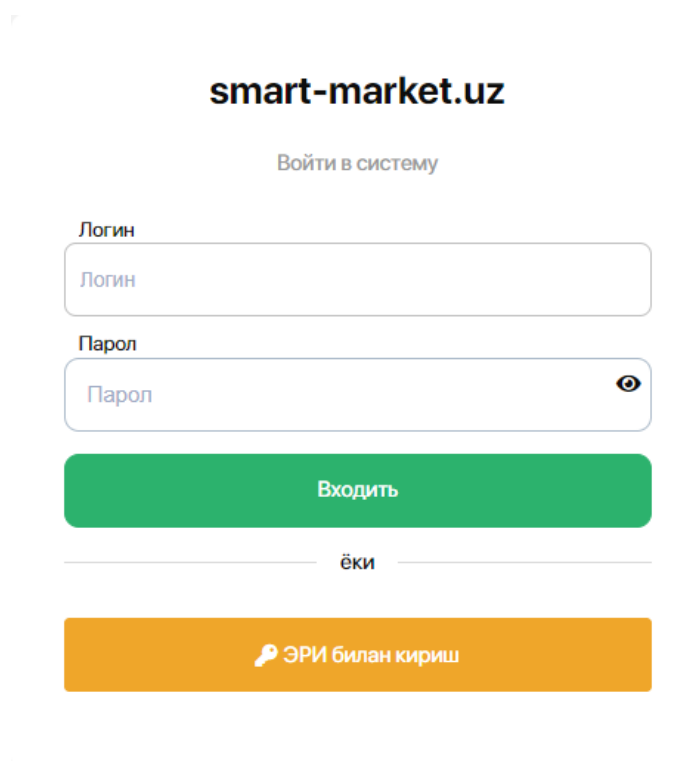 smart-market.uz
Войти в систему
Логин
Логин
Парол
Парол
Входить
ёки
ЭРИ билан кириш